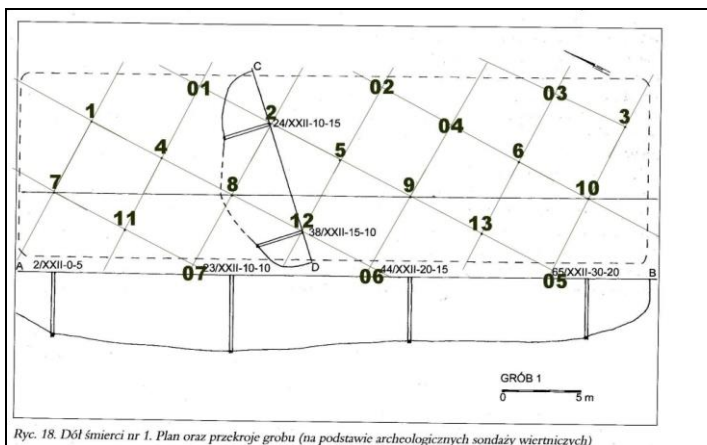 C
01
02
03
1
2
24/XXII-10-15
04
3
4
5
6
7
8
9
10
11
12
38/XXII-15-10
13
A
2/XXII-0-5
07
23/XXII-10-10
D
06
44/XXII-20-15
05
65/XXII-30-20
B
GRÓB 1
0
5 m
Ryc. 18. Dół śmierci nr 1. Plan oraz przekroje grobu (na podstawie archeologicznych sondaży wiertniczych)